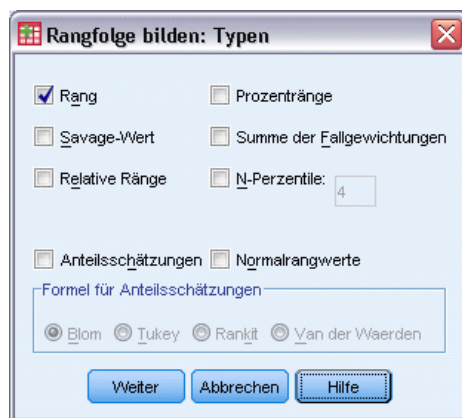 Rangfolge bilden: Typen
Rang
Prozentränge
Savage-Wert
Summe der Fallgewichtungen
Relative Ränge
N-Perzentile: 4
Anteilsschätzungen
Normalrangwerte
Formel für Anteilsschätzungen
Blom Tukey Rankit Van der Waerden
Weiter Abbrechen Hilfe